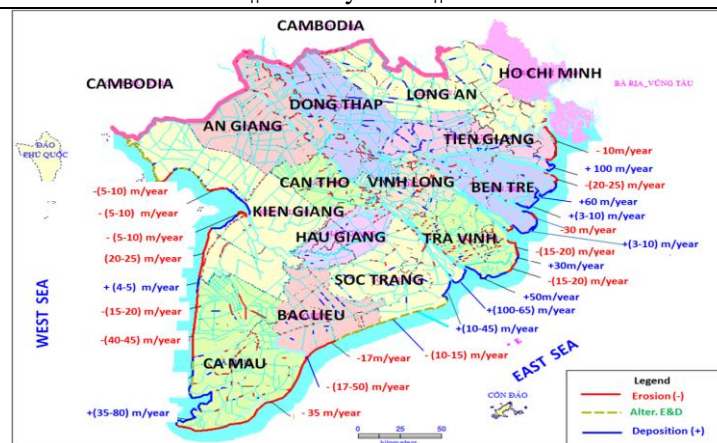 CAMBODIA
CAMBODIA
HO CHI MINH
BÀ RỊA_VŨNG TÀU
LONG AN
DONG THAP
AN GIANG
TIEN GIANG
ĐẢO
PHÚ QUỐC
CAN THO
VINH LONG
BEN TRE
KIEN GIANG
HAU GIANG
TRA VINH
SOC TRANG
BAC LIEU
CA MAU
WEST SEA
EAST SEA
CÔN ĐẢO
- 10m/year
+ 100 m/year
-(20-25) m/year
+60 m/year
+(3-10) m/year
-30 m/year
+(3-10) m/year
-(15-20) m/year
+30m/year
-(15-20) m/year
+50m/year
+(100-65) m/year
+(10-45) m/year
- (10-15) m/year
-17m/year
- (17-50) m/year
- 35 m/year
-(5-10) m/year
- (5-10) m/year
- (5-10) m/year
(20-25) m/year
+ (4-5) m/year
-(15-20) m/year
-(40-45) m/year
+(35-80) m/year
Legend
Erosion (-)
Alter. E&D
Deposition (+)
0 25 50
kilometers